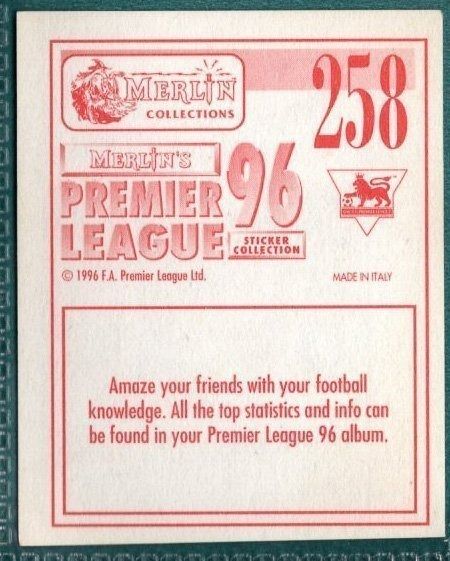 MERLIN
COLLECTIONS
258
MERLIN'S
PREMIER
LEAGUE
96
STICKER
COLLECTION
© 1996 F.A. Premier League Ltd.
MADE IN ITALY
Amaze your friends with your football
knowledge. All the top statistics and info can
be found in your Premier League 96 album.